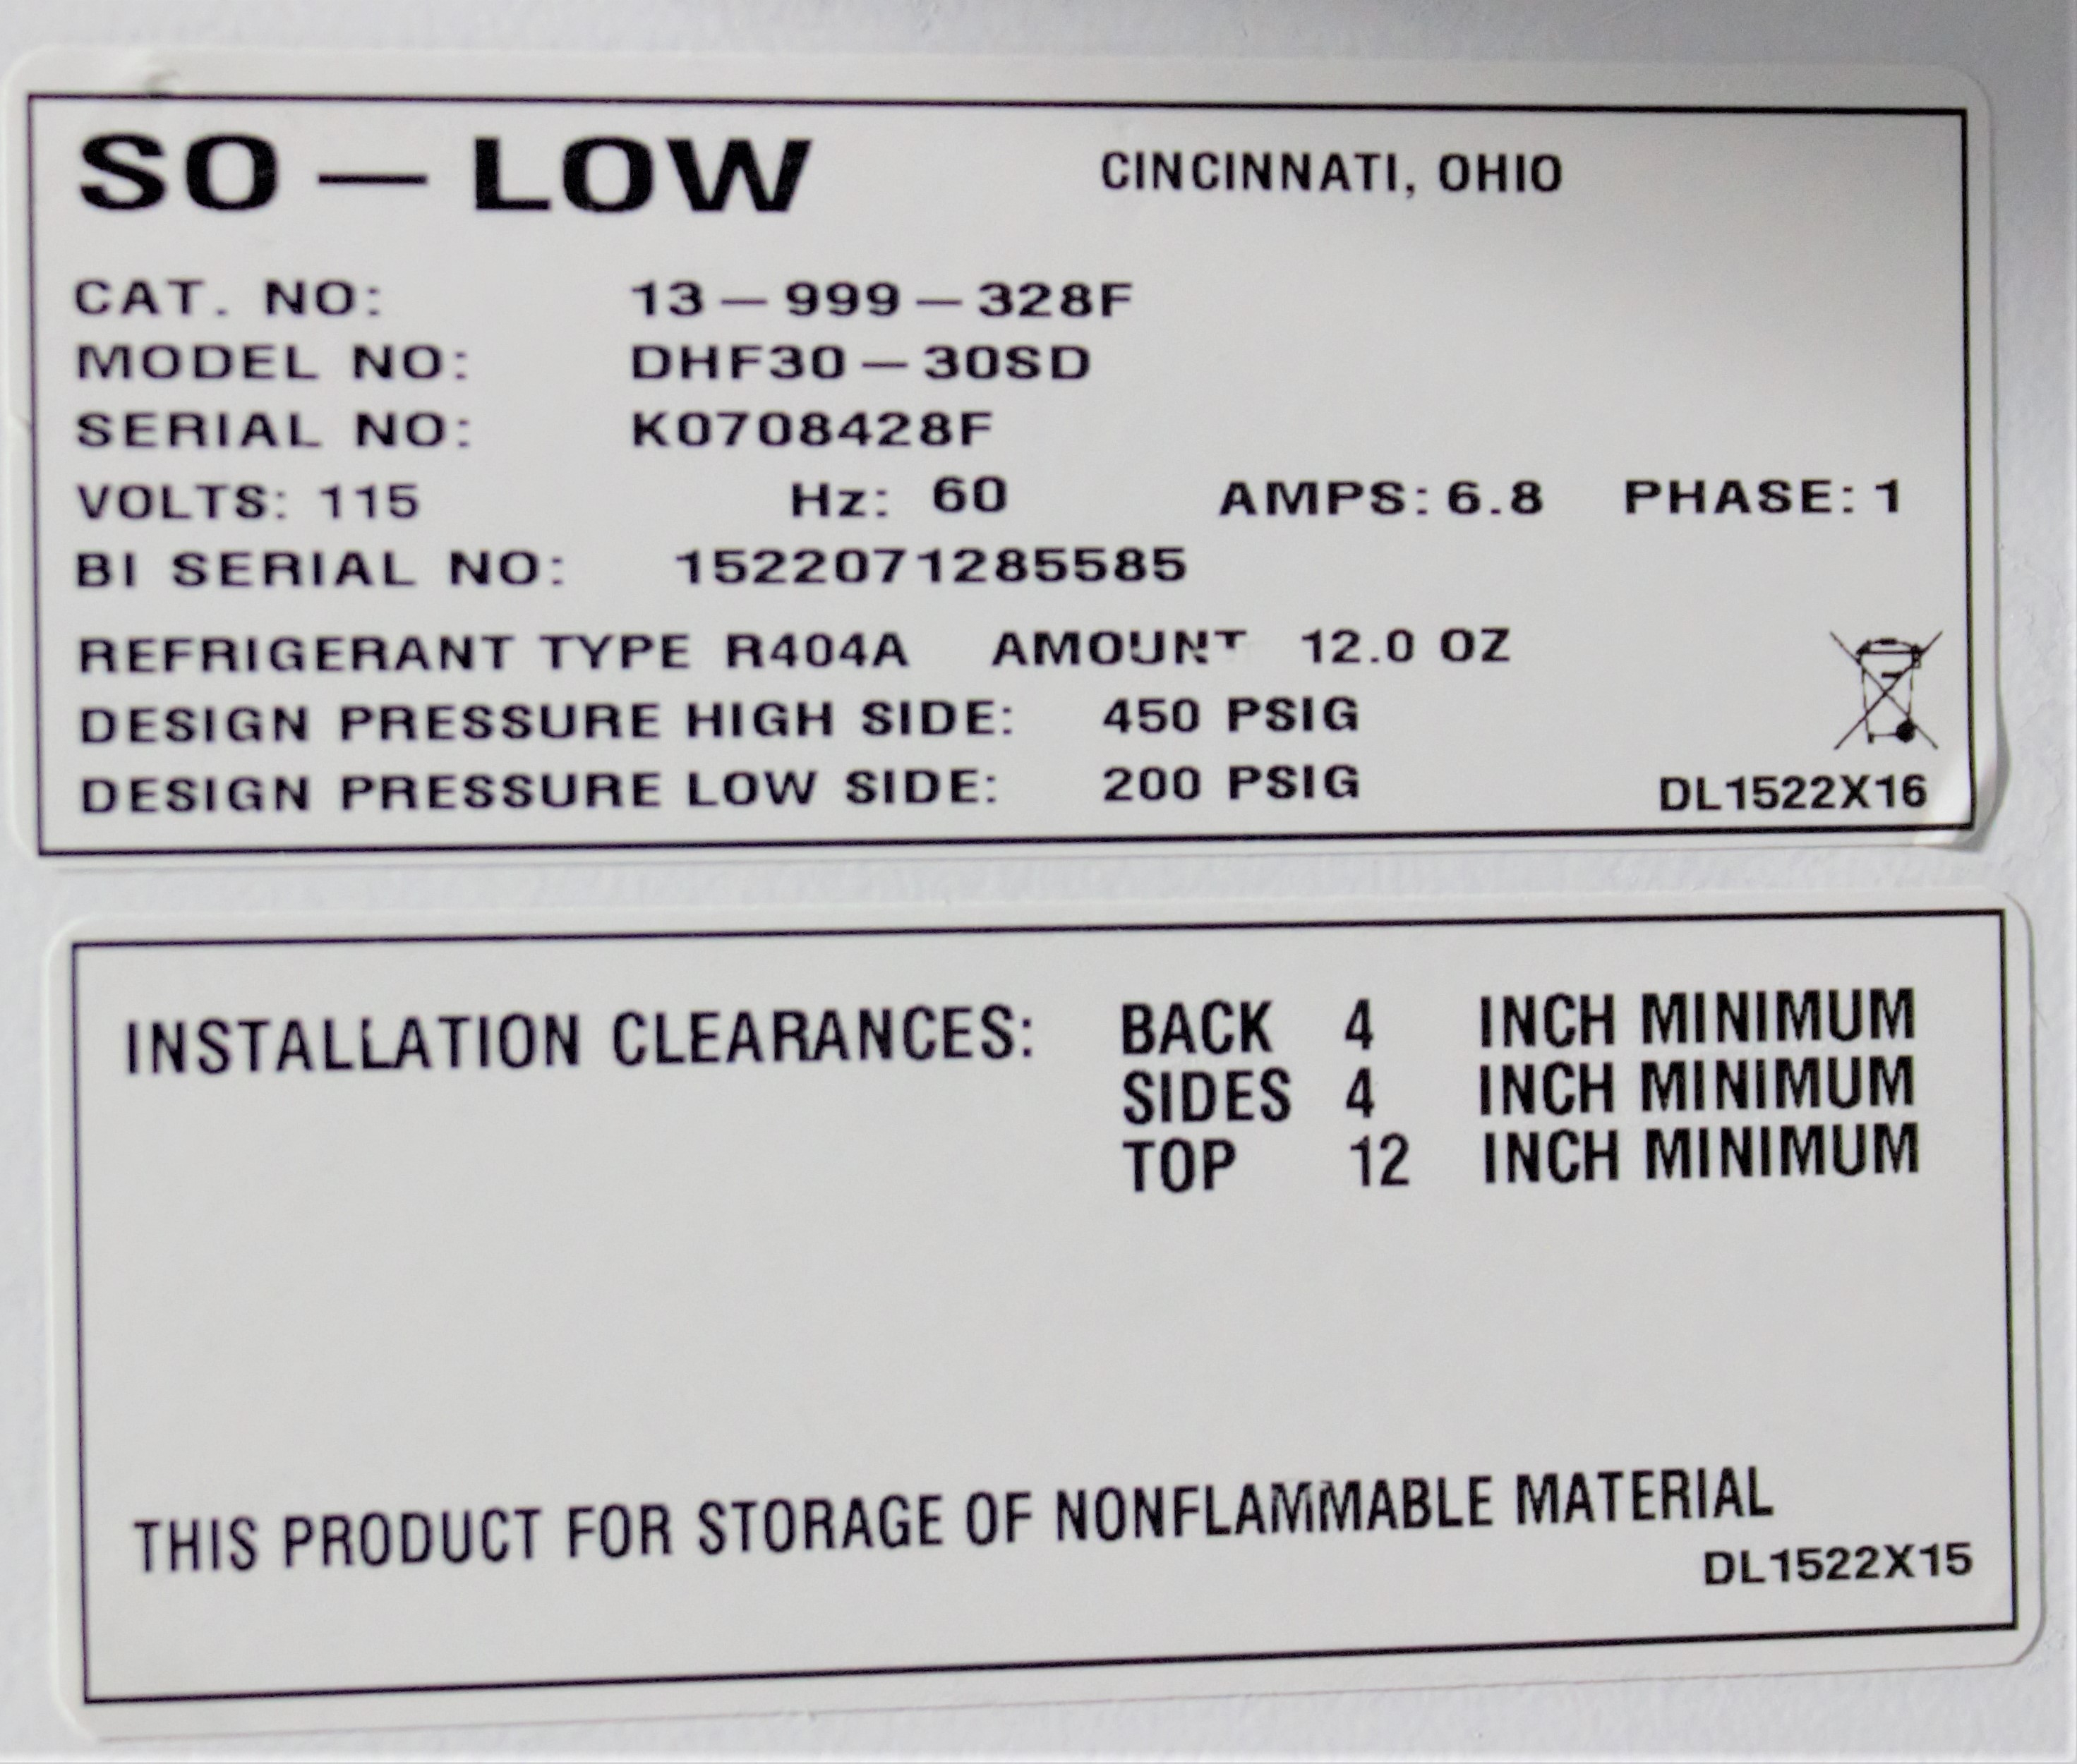 SO — LOW CINCINNATI, OHIO
CAT. NO: 13 — 999 — 328F
MODEL NO: DHF30 — 30SD
SERIAL NO: K0708428F
VOLTS: 115 Hz: 60 AMPS: 6.8 PHASE: 1
BI SERIAL NO: 1522071285585
REFRIGERANT TYPE R404A AMOUNT 12.0 OZ
DESIGN PRESSURE HIGH SIDE: 450 PSIG
DESIGN PRESSURE LOW SIDE: 200 PSIG
DL1522X16
INSTALLATION CLEARANCES: BACK 4 INCH MINIMUM
SIDES 4 INCH MINIMUM
TOP 12 INCH MINIMUM
THIS PRODUCT FOR STORAGE OF NONFLAMMABLE MATERIAL
DL1522X15